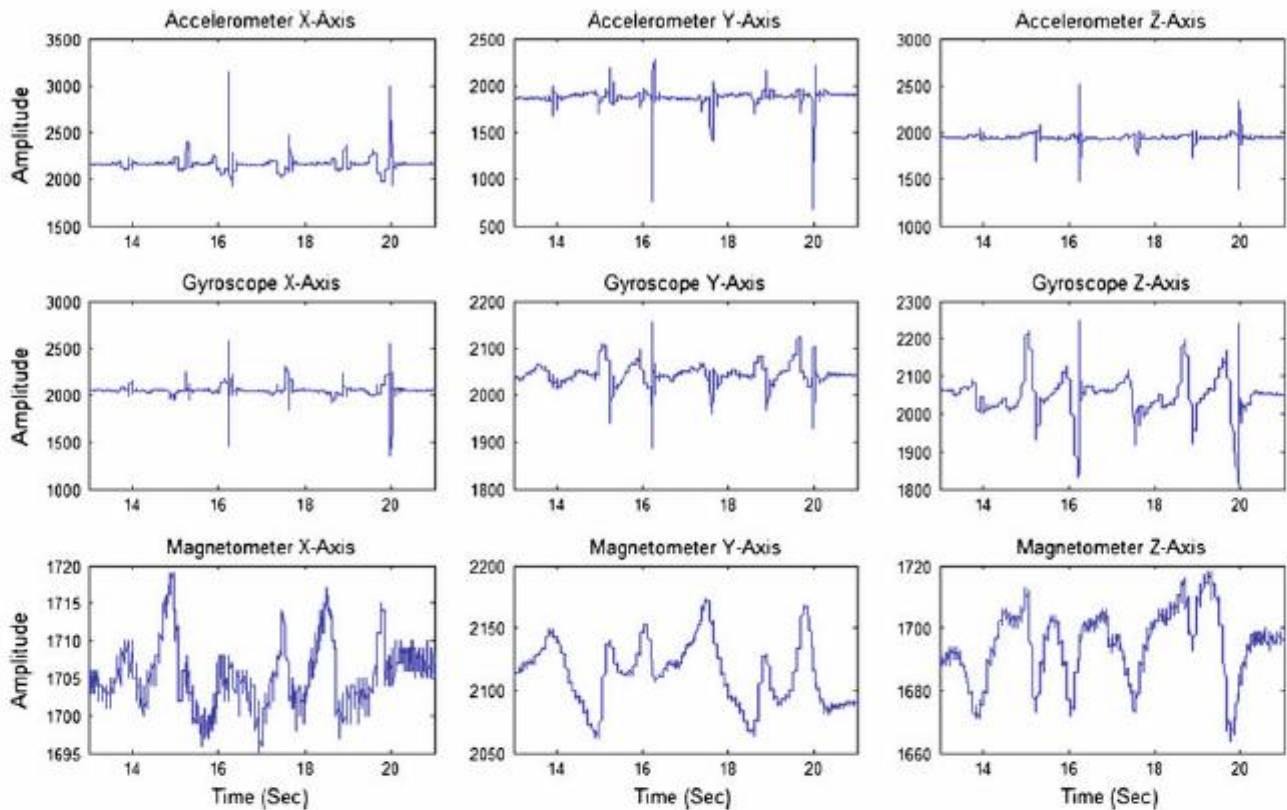 Accelerometer X-Axis
Accelerometer Y-Axis
Accelerometer Z-Axis
Amplitude
3500
3000
2500
2000
1500
14 16 18 20
2500
2000
1500
1000
500
14 16 18 20
3000
2500
2000
1500
1000
14 16 18 20
Gyroscope X-Axis
Gyroscope Y-Axis
Gyroscope Z-Axis
Amplitude
3000
2500
2000
1500
1000
14 16 18 20
2200
2100
2000
1900
1800
14 16 18 20
2300
2200
2100
2000
1900
1800
14 16 18 20
Magnetometer X-Axis
Magnetometer Y-Axis
Magnetometer Z-Axis
Amplitude
1720
1715
1710
1705
1700
1695
14 16 18 20
2200
2150
2100
2050
14 16 18 20
1720
1700
1680
1660
14 16 18 20
Time (Sec)
Time (Sec)
Time (Sec)